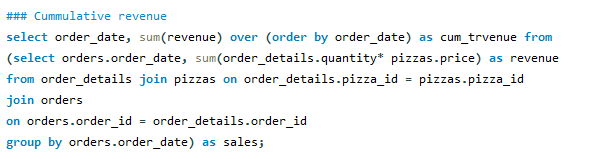 ### Cummulative revenue
select order_date, sum(revenue) over (order by order_date) as cum_trvenue from
(select orders.order_date, sum(order_details.quantity* pizzas.price) as revenue
from order_details join pizzas on order_details.pizza_id = pizzas.pizza_id
join orders
on orders.order_id = order_details.order_id
group by orders.order_date) as sales;